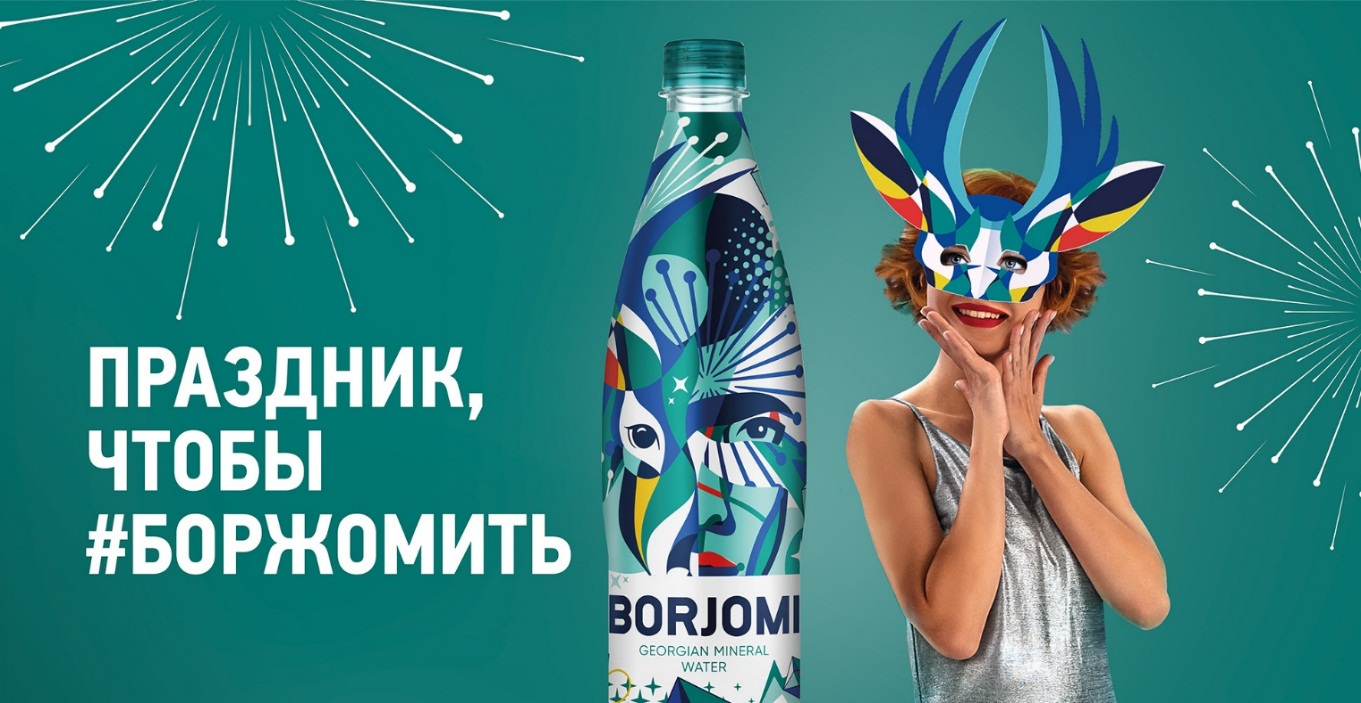 ПРАЗДНИК,
ЧТОБЫ
#БОРЖОМИТЬ
BORJOMI
GEORGIAN MINERAL
WATER